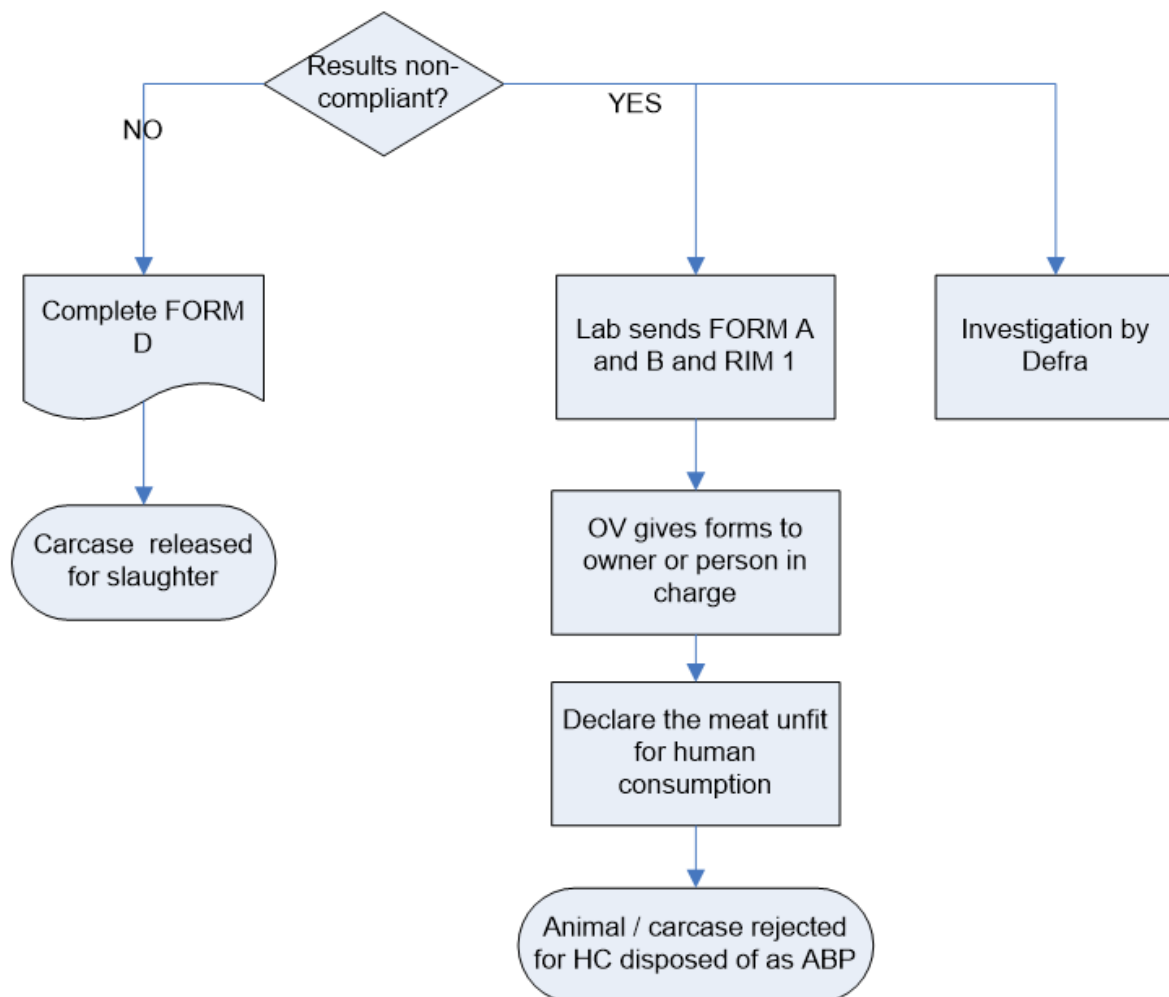 Results non-
compliant?
NO
YES
Complete FORM
D
Lab sends FORM A
and B and RIM 1
Investigation by
Defra
Carcase released
for slaughter
OV gives forms to
owner or person in
charge
Declare the meat unfit
for human
consumption
Animal / carcase rejected
for HC disposed of as ABP